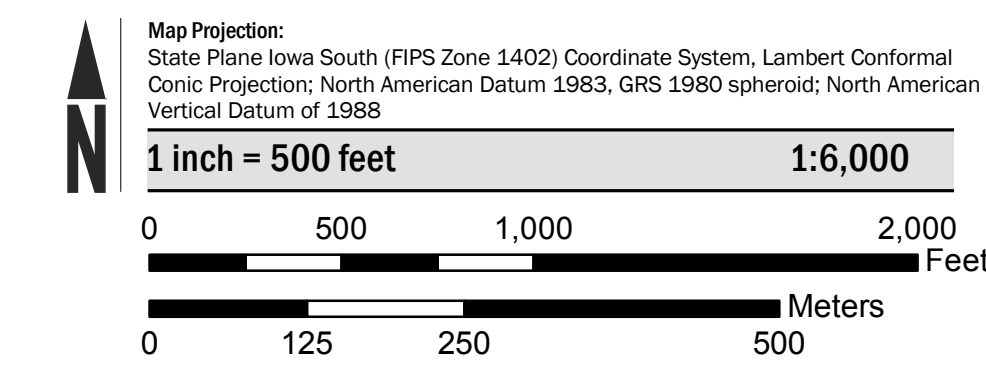 Map Projection:
State Plane Iowa South (FIPS Zone 1402) Coordinate System, Lambert Conformal
Conic Projection; North American Datum 1983, GRS 1980 spheroid; North American
Vertical Datum of 1988
N
1 inch = 500 feet 1:6,000
0 500 1,000 2,000
Feet
Meters
0 125 250 500